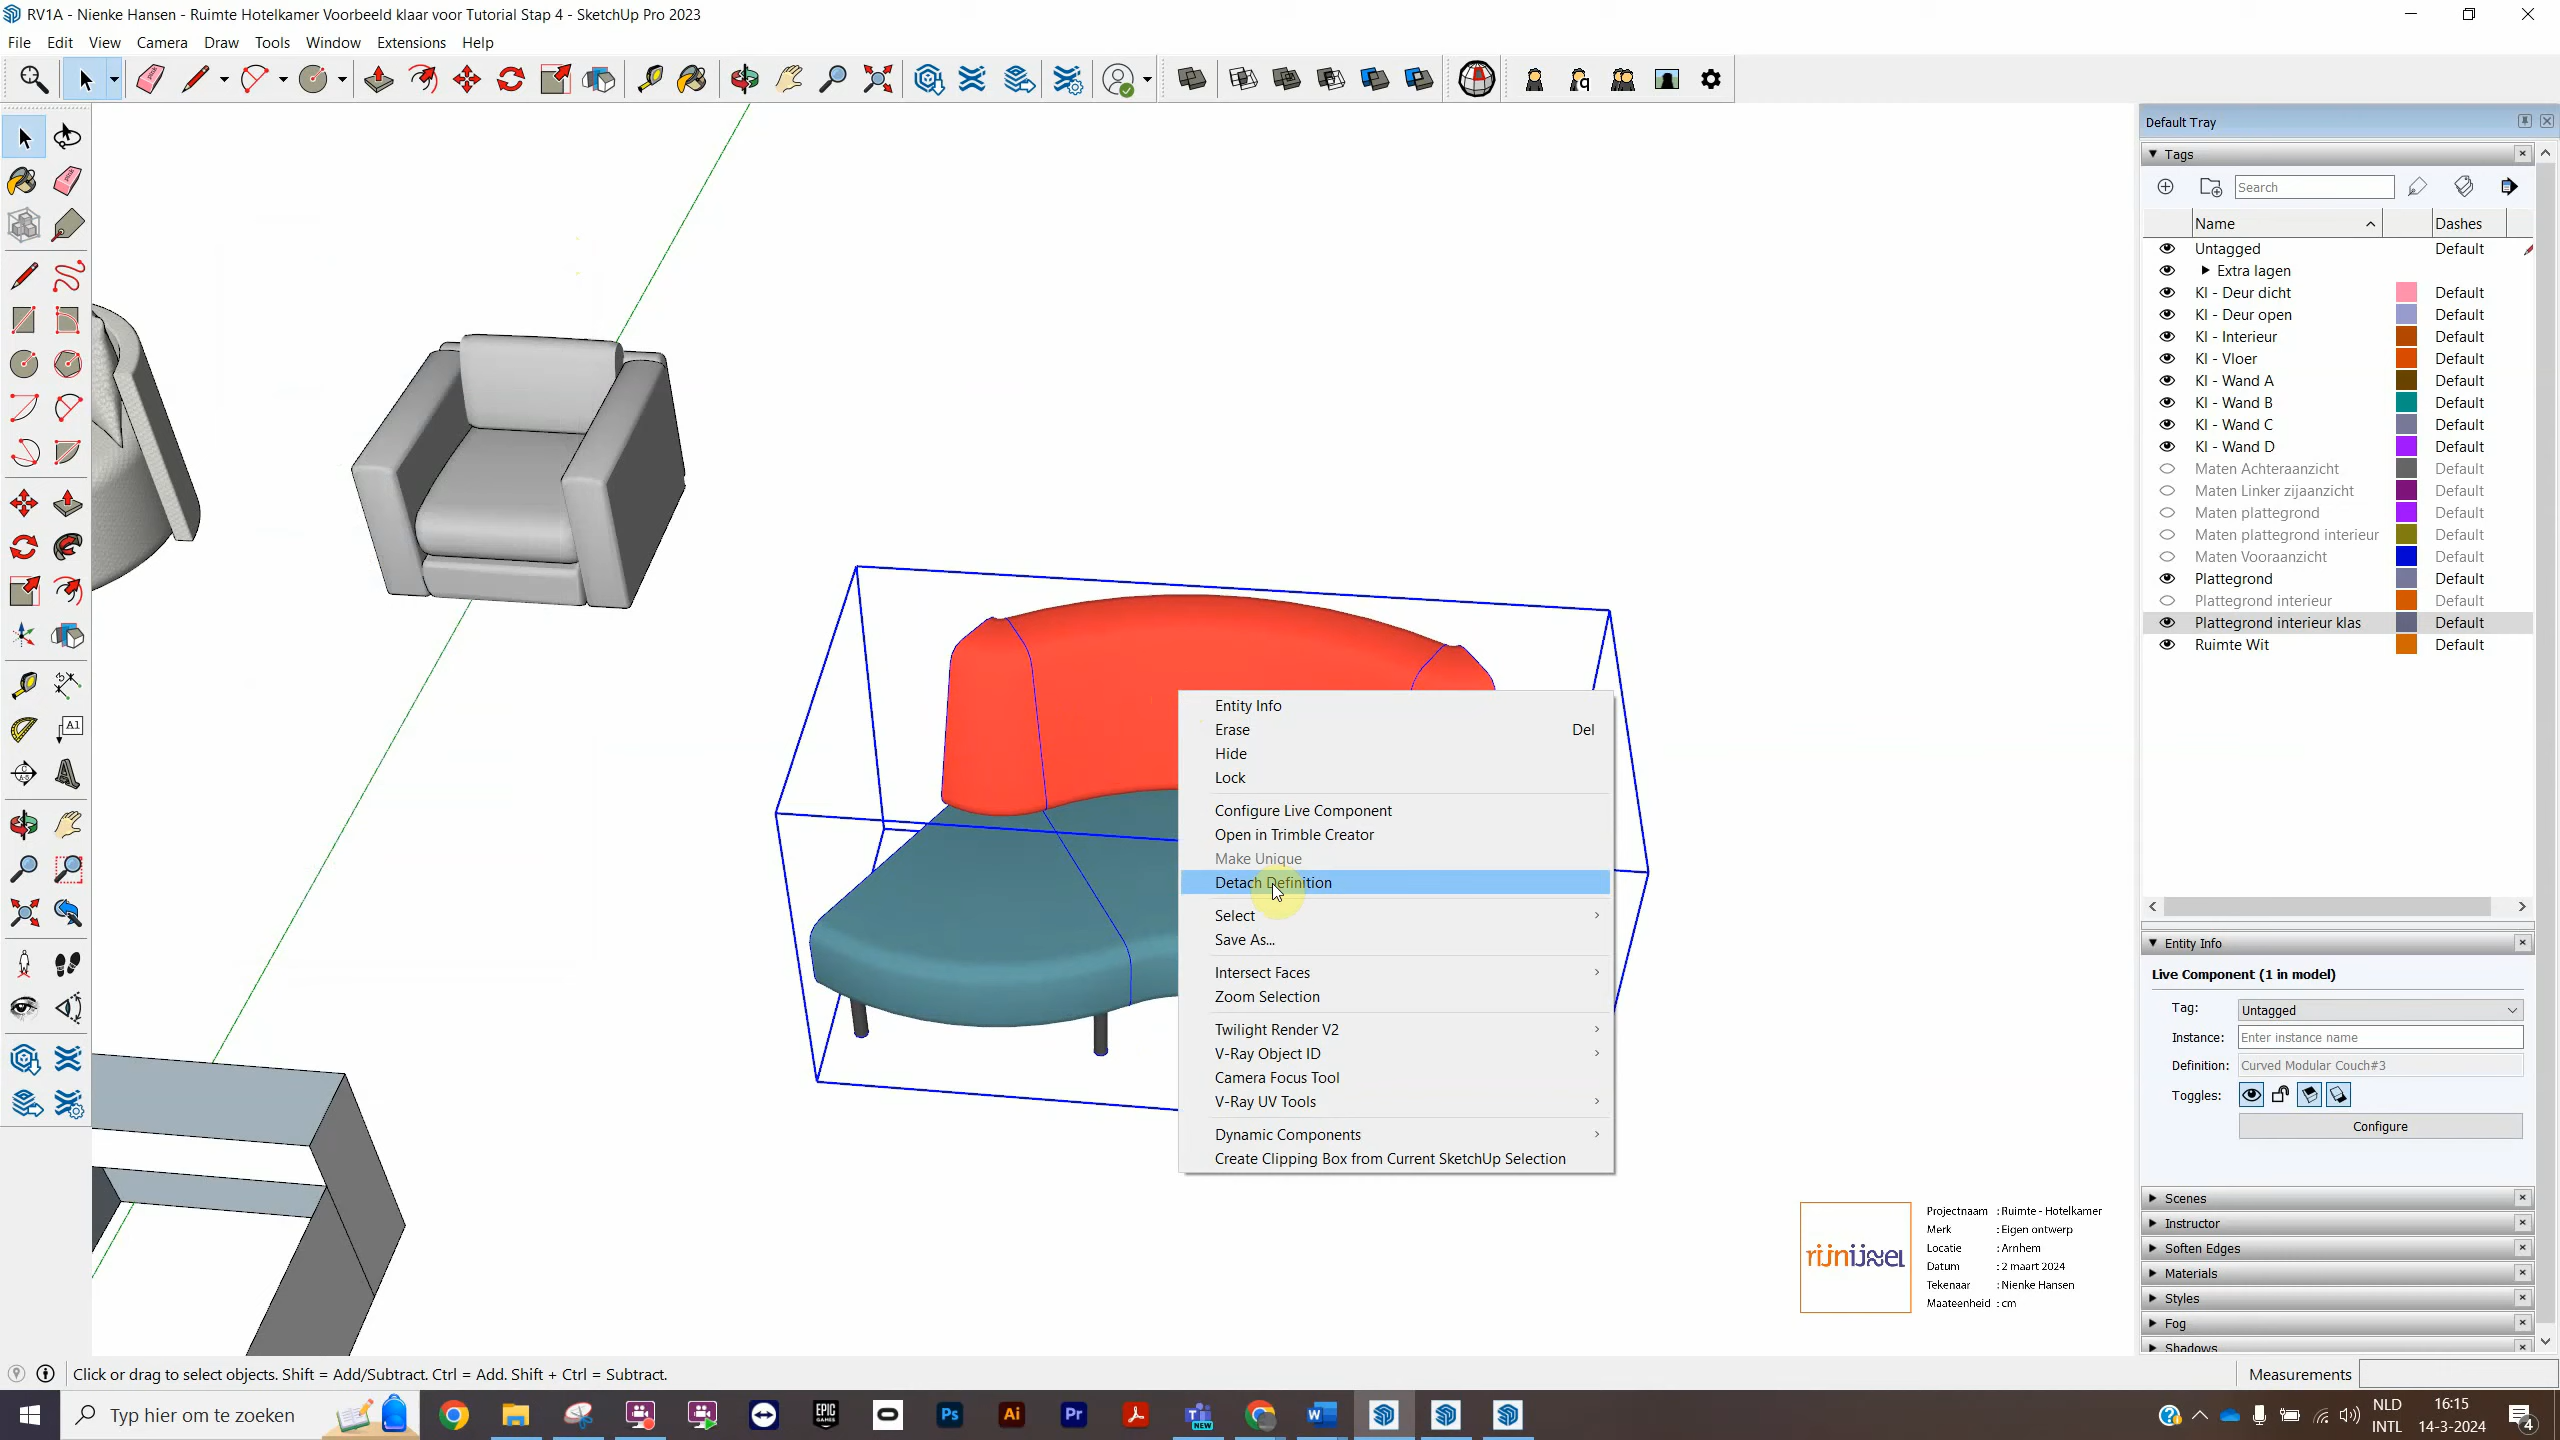 RV1A - Nienke Hansen - Ruimte Hotelkamer Voorbeeld klaar voor Tutorial Stap 4 - SketchUp Pro 2023
File Edit View Camera Draw Tools Window Extensions Help
Default Tray
Tags
Search
Name Dashes
Untagged Default
Extra lagen
KI - Deur dicht Default
KI - Deur open Default
KI - Interieur Default
KI - Vloer Default
KI - Wand A Default
KI - Wand B Default
KI - Wand C Default
KI - Wand D Default
Maten Achteraanzicht Default
Maten Linker zijaanzicht Default
Maten plattegrond Default
Maten plattegrond interieur Default
Maten Vooraanzicht Default
Plattegrond Default
Plattegrond interieur Default
Plattegrond interieur klas Default
Ruimte Wit Default
Entity Info
Erase Del
Hide
Lock
Configure Live Component
Open in Trimble Creator
Make Unique
Detach Definition
Select
Save As...
Intersect Faces
Zoom Selection
Twilight Render V2
V-Ray Object ID
Camera Focus Tool
V-Ray UV Tools
Dynamic Components
Create Clipping Box from Current SketchUp Selection
Entity Info
Live Component (1 in model)
Tag: Untagged
Instance: Enter instance name
Definition: Curved Modular Couch#3
Toggles:
Configure
Scenes
Instructor
Soften Edges
Materials
Styles
Fog
Shadows
rijnijssel
Projectnaam : Ruimte - Hotelkamer
Merk : Eigen ontwerp
Locatie : Arnhem
Datum : 2 maart 2024
Tekenaar : Nienke Hansen
Maateenheid : cm
Click or drag to select objects. Shift = Add/Subtract. Ctrl = Add. Shift + Ctrl = Subtract.
Measurements
Typ hier om te zoeken
EPIC GAMES
Ps
Ai
Pr
NEW
NLD
INTL
16:15
14-3-2024
4